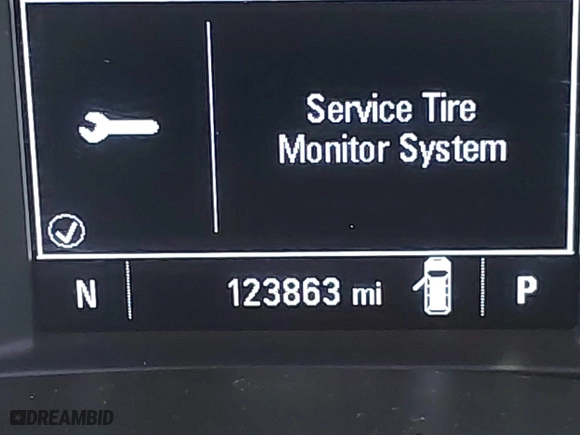 Service Tire
Monitor System
N
123863 mi
P
DREAMBID